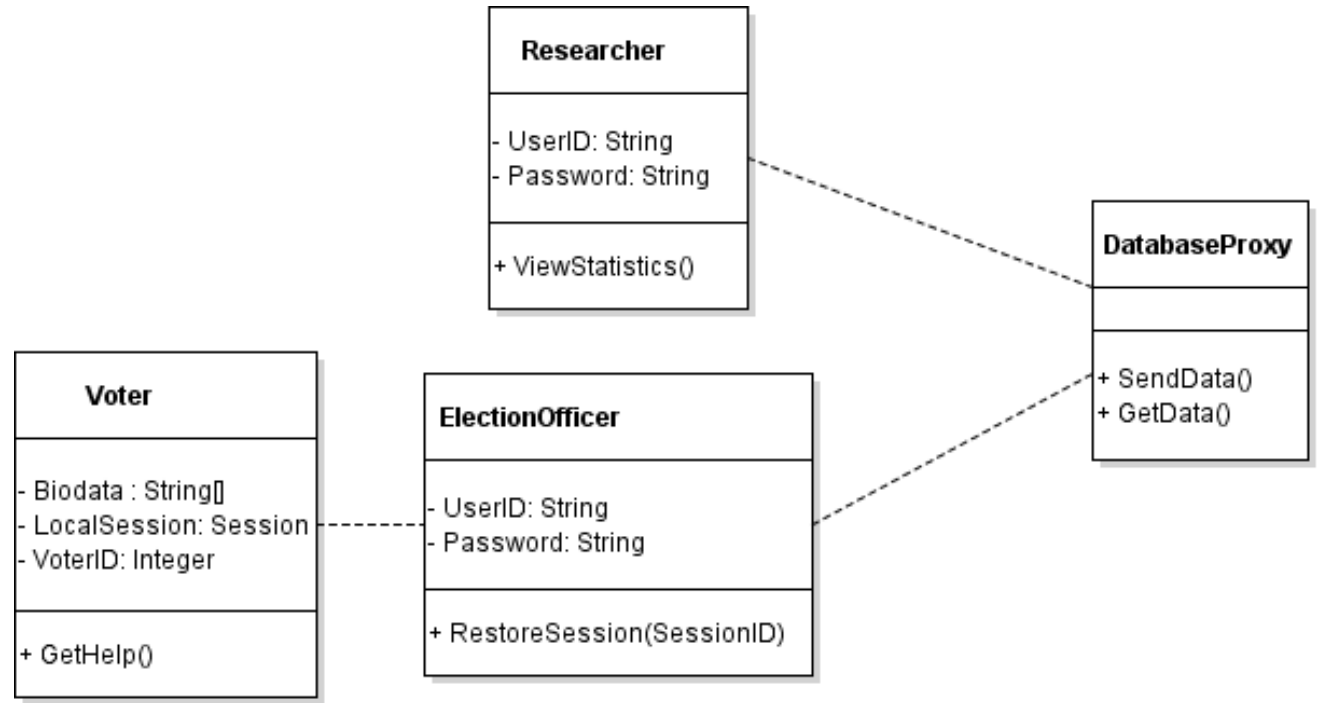 Researcher
- UserID: String
- Password: String
+ ViewStatistics()
DatabaseProxy
+ SendData()
+ GetData()
Voter
- Biodata : String[]
- LocalSession: Session
- VoterID: Integer
+ GetHelp()
ElectionOfficer
- UserID: String
- Password: String
+ RestoreSession(SessionID)